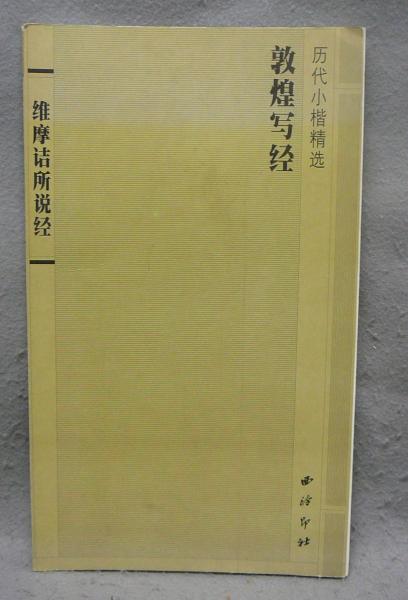 历代小楷精选
敦煌写经
维摩诘所说经
西泠印社